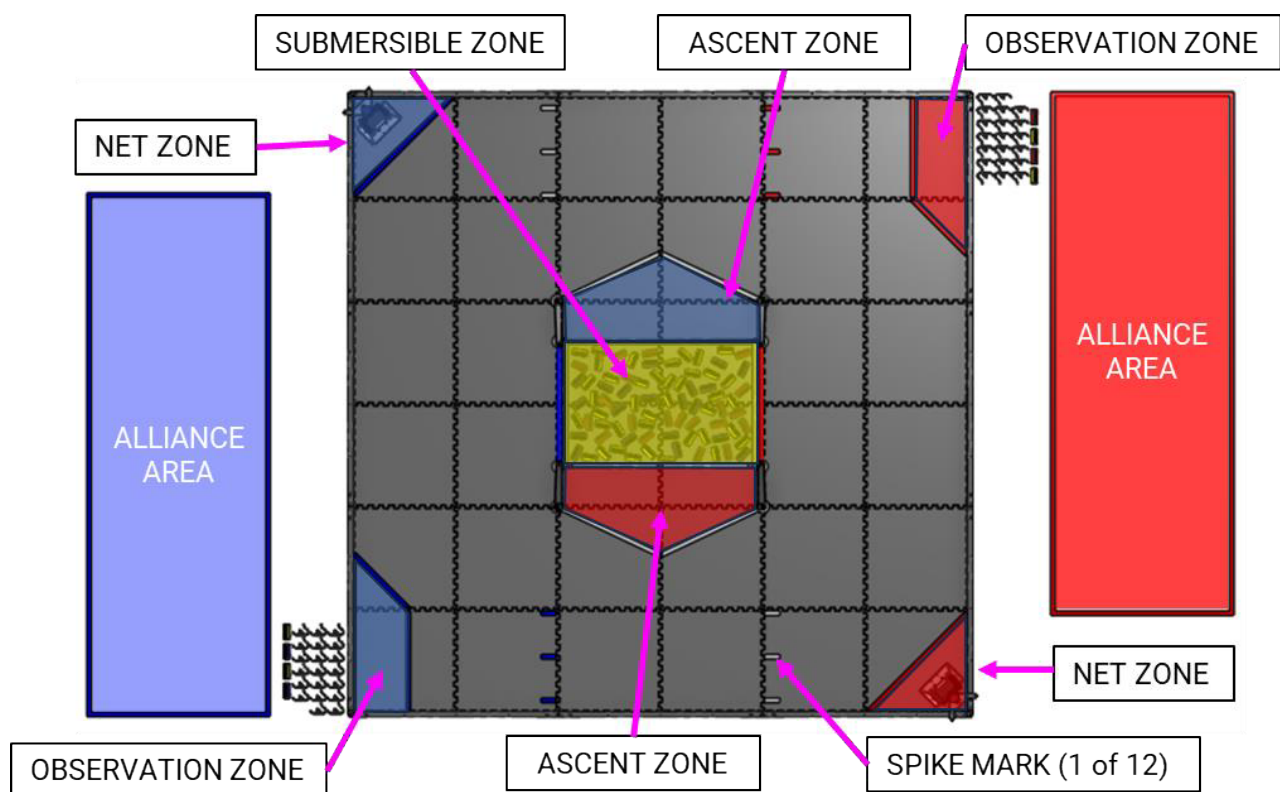 SUBMERSIBLE ZONE
ASCENT ZONE
OBSERVATION ZONE
NET ZONE
ALLIANCE
AREA
ALLIANCE
AREA
NET ZONE
OBSERVATION ZONE
ASCENT ZONE
SPIKE MARK (1 of 12)